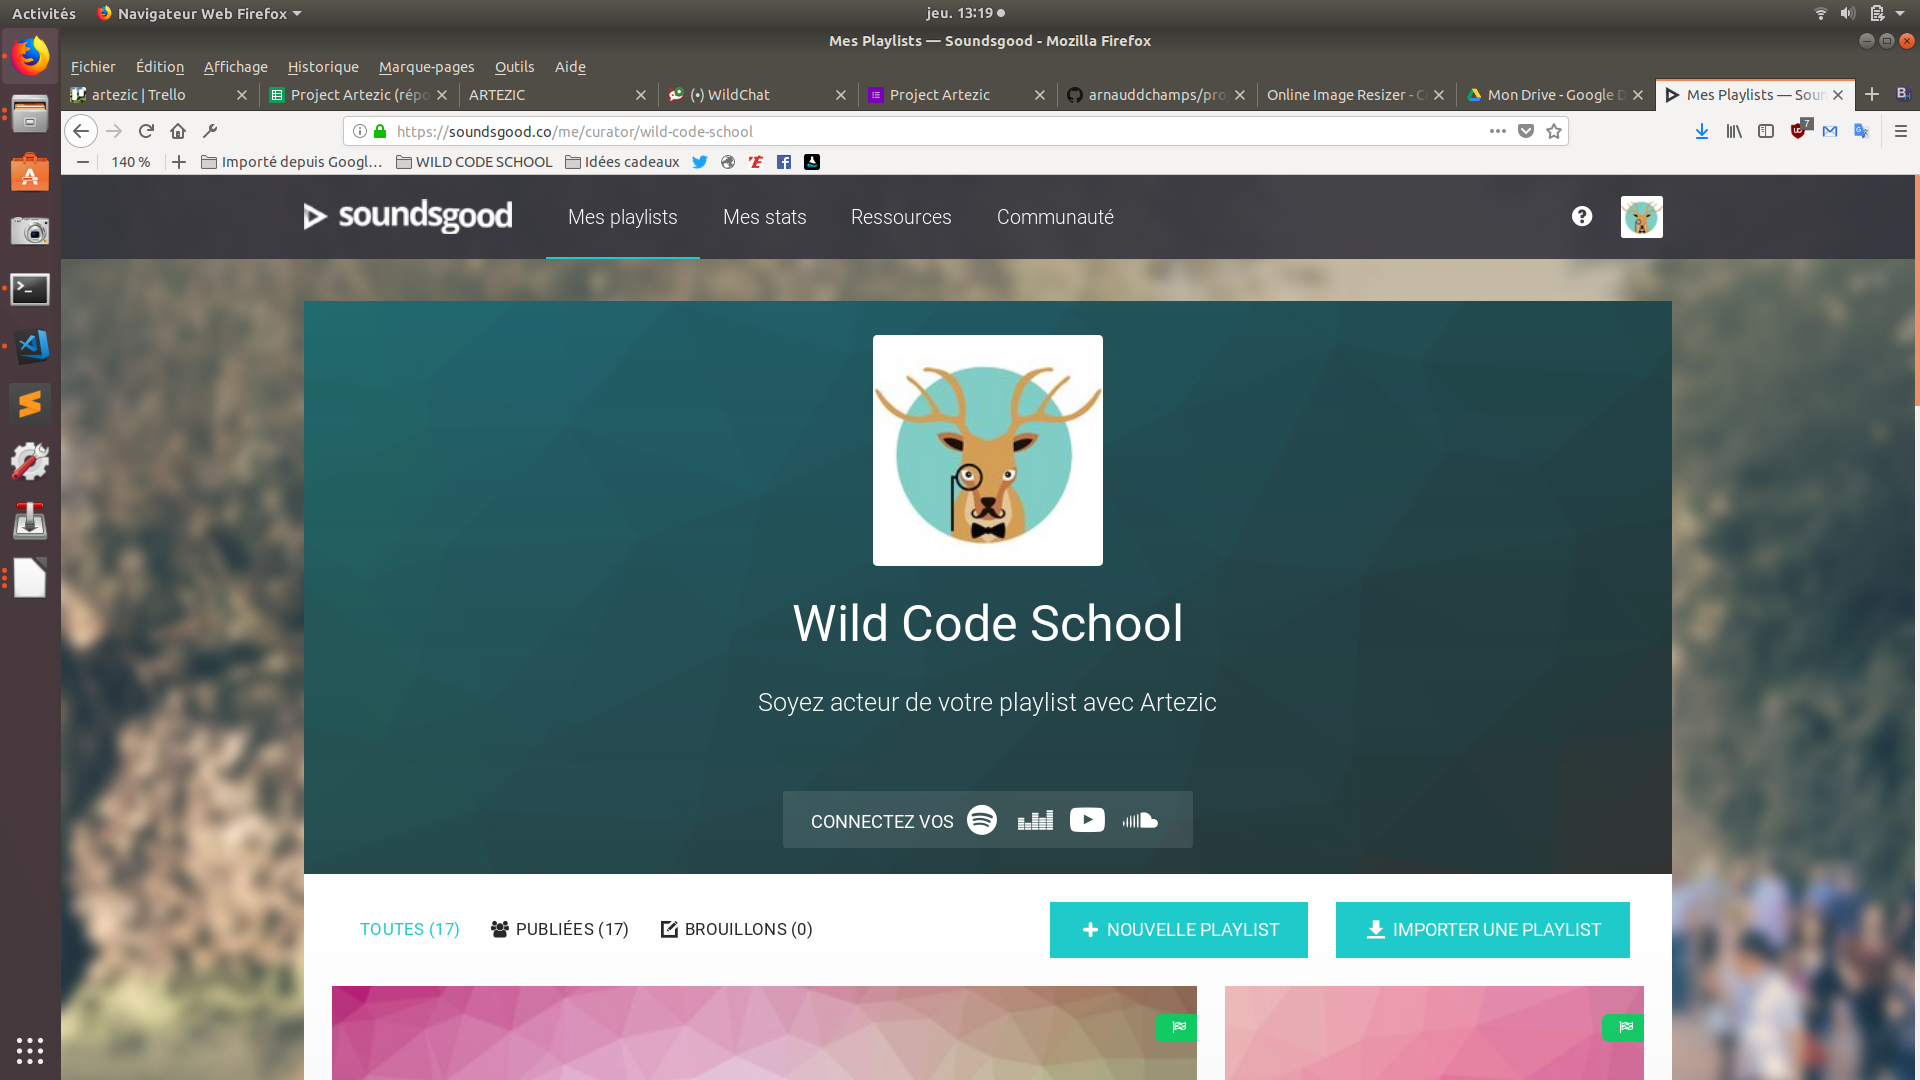 Activités Navigateur Web Firefox jeu. 13:19
Mes Playlists — Soundsgood - Mozilla Firefox
Fichier Édition Affichage Historique Marque-pages Outils Aide
artezic | Trello Project Artezic (répo ARTEZIC (•) WildChat Project Artezic arnauddchamps/pro Online Image Resizer - C Mon Drive - Google D Mes Playlists — Soun
https://soundsgood.co/me/curator/wild-code-school 7
140 % Importé depuis Googl… WILD CODE SCHOOL Idées cadeaux
soundsgood Mes playlists Mes stats Ressources Communauté
Wild Code School
Soyez acteur de votre playlist avec Artezic
CONNECTEZ VOS
TOUTES (17) PUBLIÉES (17) BROUILLONS (0) NOUVELLE PLAYLIST IMPORTER UNE PLAYLIST